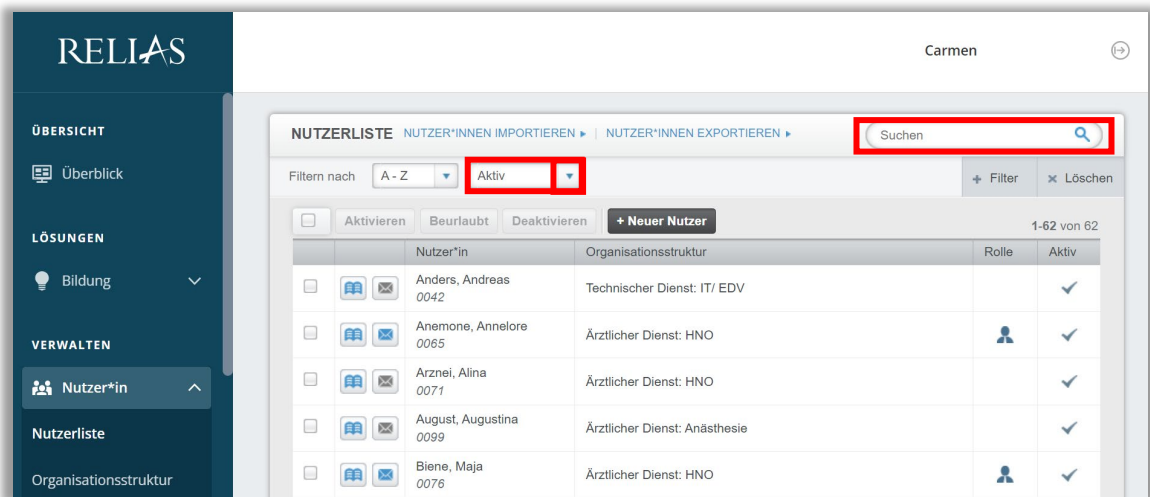 RELIAS
Carmen
ÜBERSICHT
Überblick
LÖSUNGEN
Bildung
VERWALTEN
Nutzer*in
Nutzerliste
Organisationsstruktur
NUTZERLISTE NUTZER*INNEN IMPORTIEREN | NUTZER*INNEN EXPORTIEREN
Suchen
Filtern nach A - Z Aktiv
+ Filter × Löschen
Aktivieren Beurlaubt Deaktivieren + Neuer Nutzer
1-62 von 62
Nutzer*in Organisationsstruktur Rolle Aktiv
Anders, Andreas
0042
Technischer Dienst: IT/ EDV
Anemone, Annelore
0065
Ärztlicher Dienst: HNO
Arznei, Alina
0071
Ärztlicher Dienst: HNO
August, Augustina
0099
Ärztlicher Dienst: Anästhesie
Biene, Maja
0076
Ärztlicher Dienst: HNO